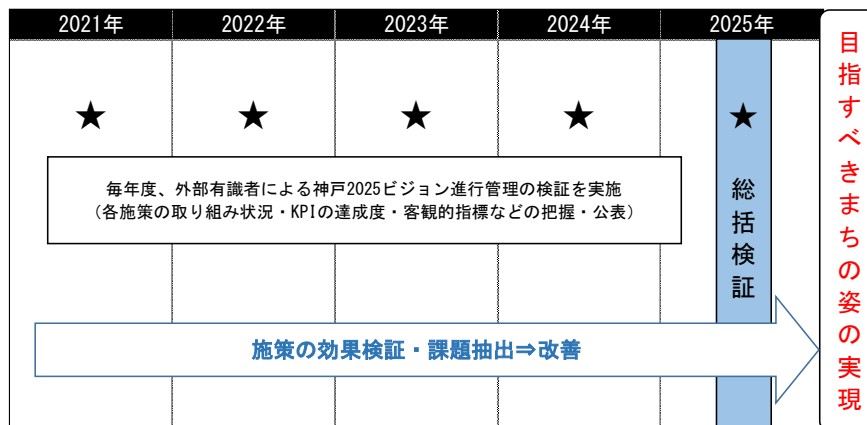 2021年
2022年
2023年
2024年
2025年
★
★
★
★
★
毎年度、外部有識者による神戸2025ビジョン進行管理の検証を実施
（各施策の取り組み状況・KPIの達成度・客観的指標などの把握・公表）
総括検証
施策の効果検証・課題抽出⇒改善
目指すべきまちの姿の実現